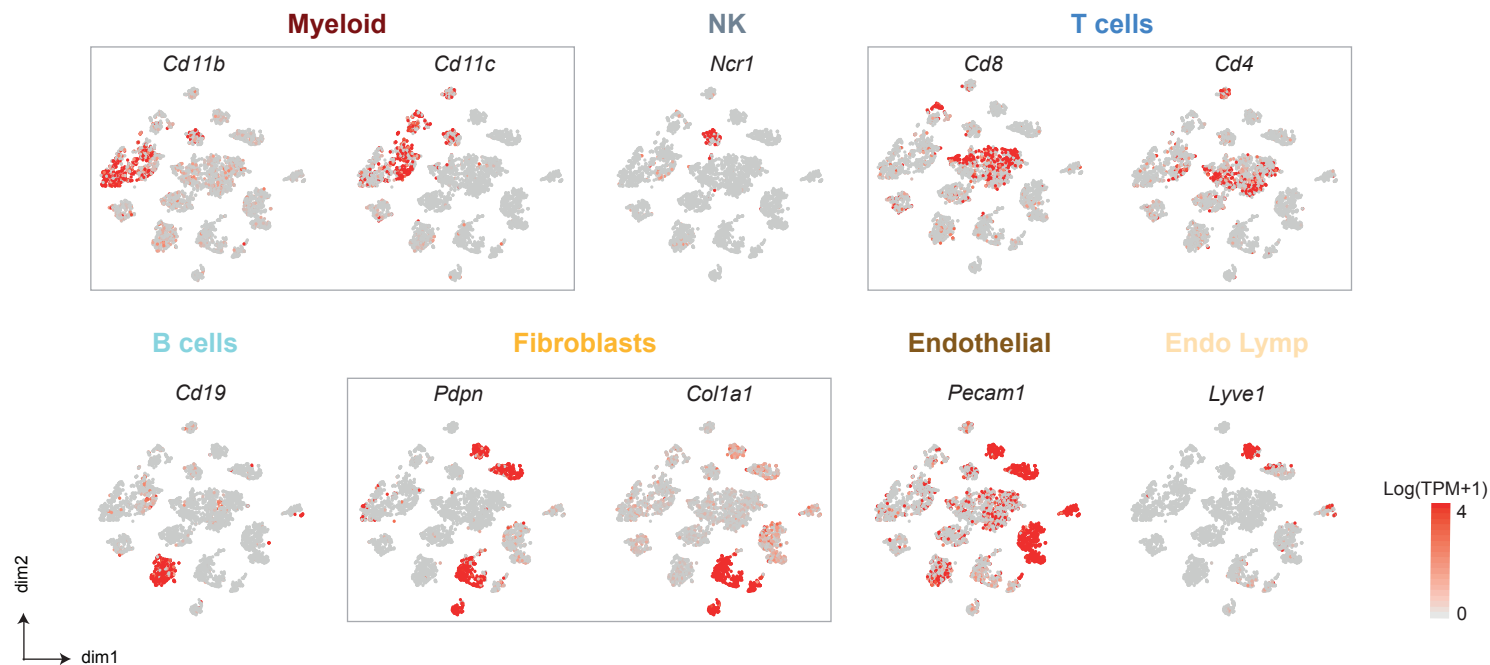 Myeloid
NK
T cells
Cd11b
Cd11c
Ncr1
Cd8
Cd4
B cells
Fibroblasts
Endothelial
Endo Lymp
Cd19
Pdpn
Col1a1
Pecam1
Lyve1
Log(TPM+1)
4
0
dim2
dim1